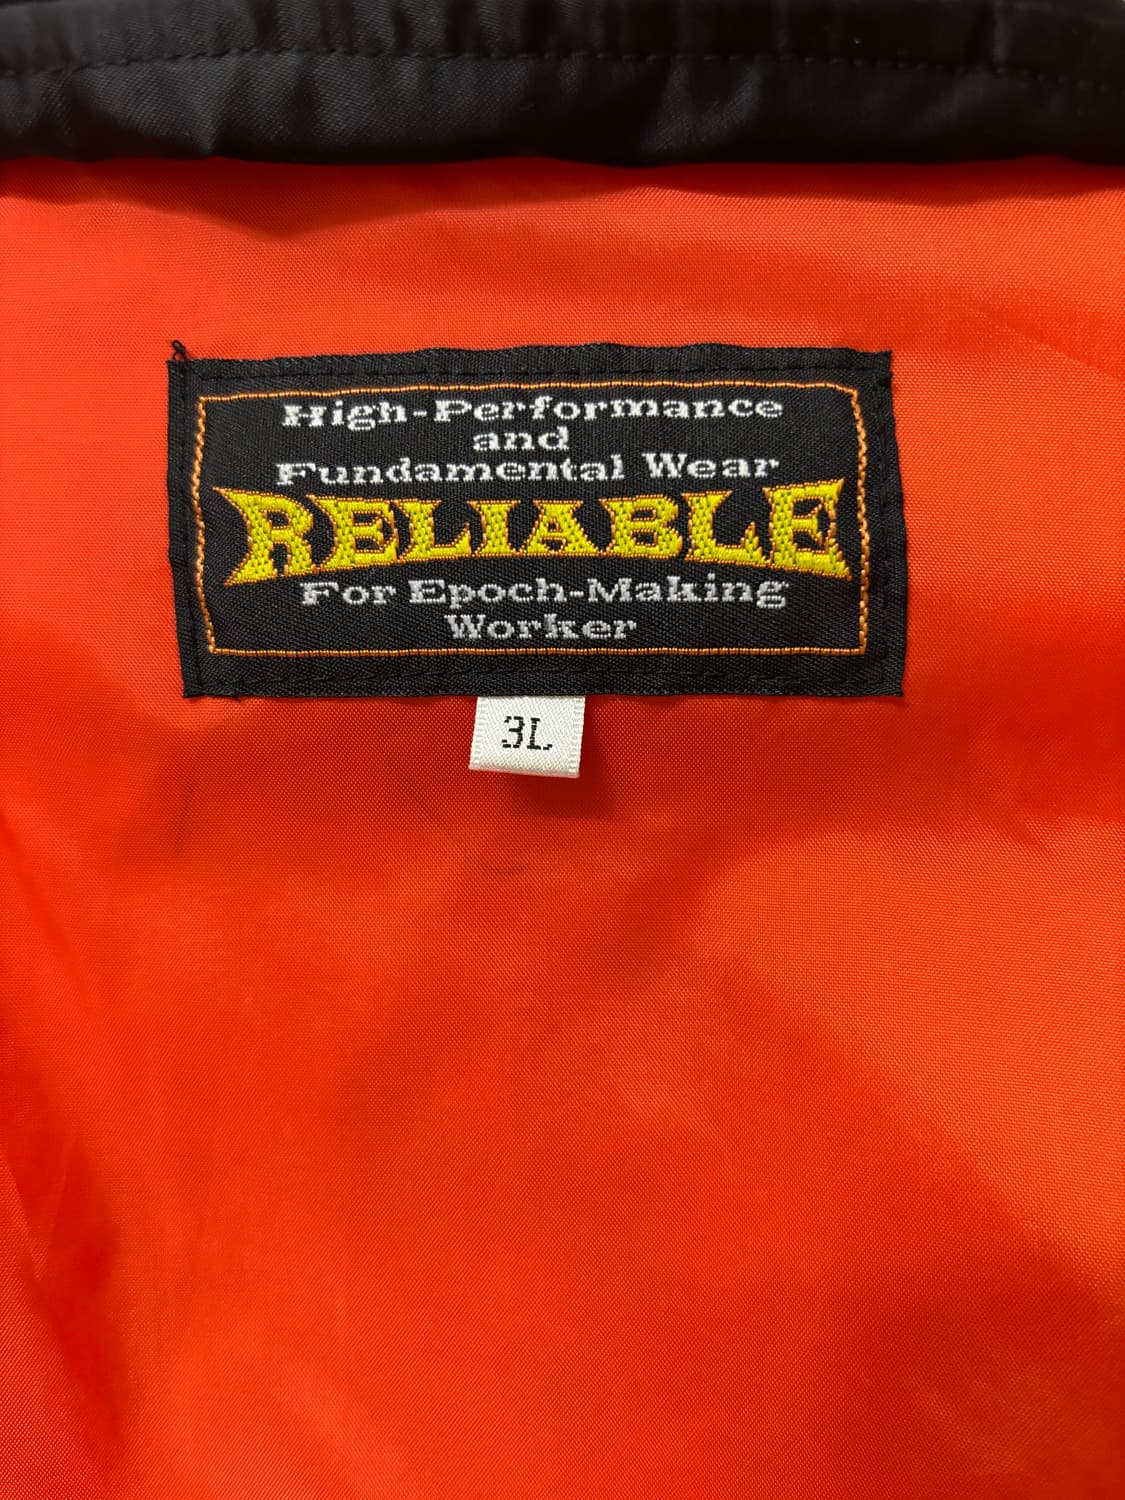 High-Performance
and
Fundamental Wear
RELIABLE
For Epoch-Making
Worker
3L